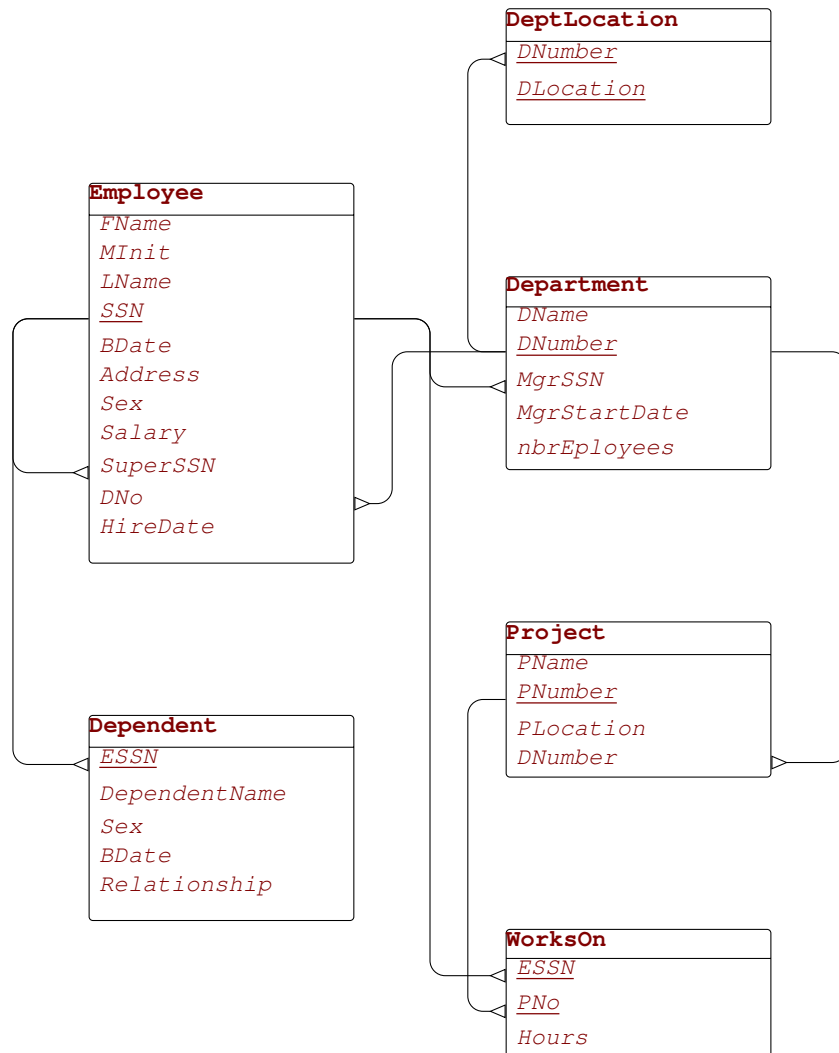 DeptLocation
DNumber
DLocation
Employee
FName
MInit
LName
SSN
BDate
Address
Sex
Salary
SuperSSN
DNo
HireDate
Department
DName
DNumber
MgrSSN
MgrStartDate
nbrEployees
Project
PName
PNumber
PLocation
DNumber
Dependent
ESSN
DependentName
Sex
BDate
Relationship
WorksOn
ESSN
PNo
Hours